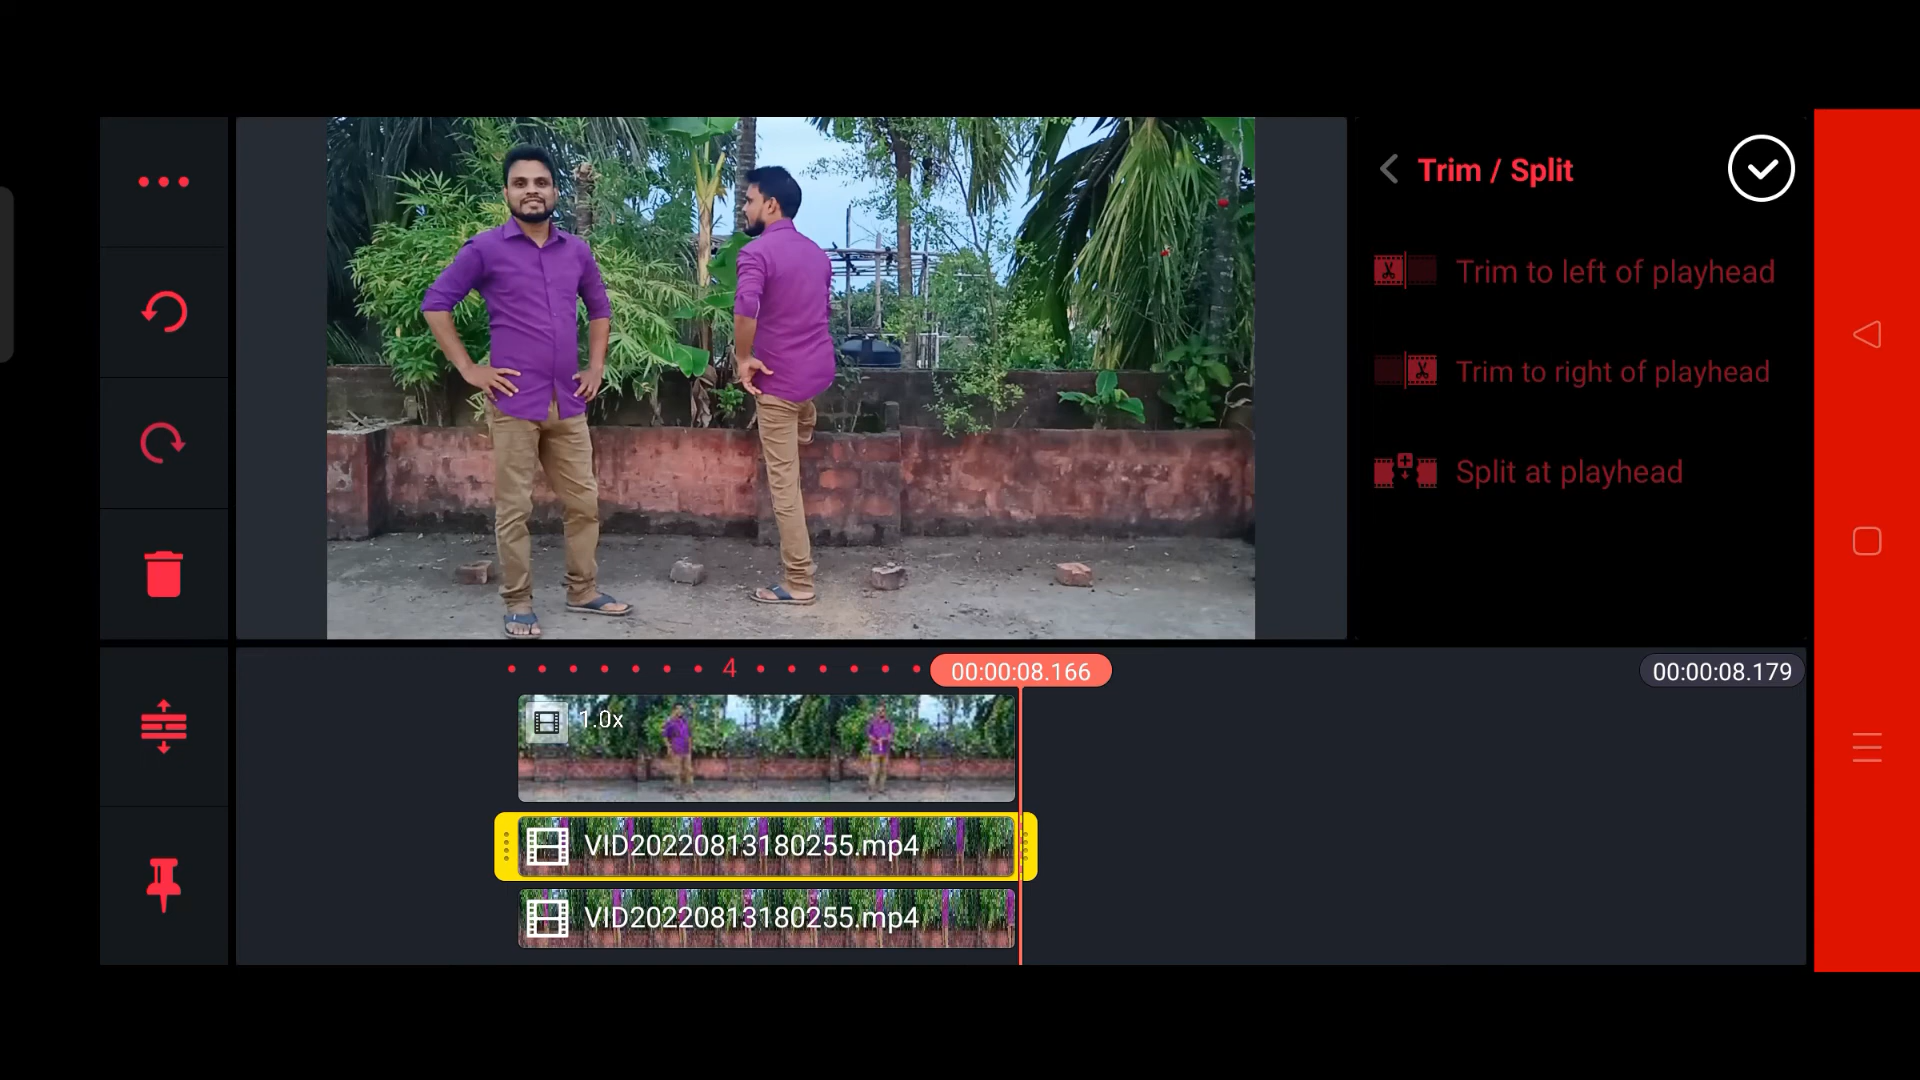 Trim / Split
Trim to left of playhead
Trim to right of playhead
Split at playhead
4
00:00:08.166
00:00:08.179
1.0x
VID20220813180255.mp4
VID20220813180255.mp4